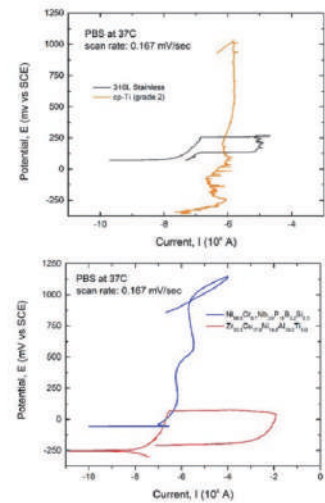 PBS at 37C
scan rate: 0.167 mV/sec
316L Stainless
cp-Ti (grade 2)
Potential, E (mv vs SCE)
1250
1000
750
500
250
0
-250
-10
-8
-6
-4
Current, I (10ˣ A)
PBS at 37C
scan rate: 0.167 mV/sec
Potential, E (mv vs SCE)
1000
750
500
250
0
-250
-10
-8
-6
-4
-2
0
Current, I (10ˣ A)